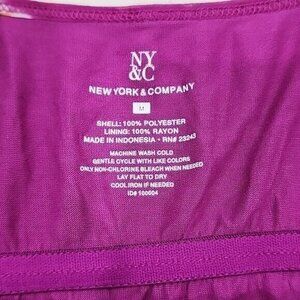 NY
&C
NEW YORK & COMPANY
M
SHELL: 100% POLYESTER
LINING: 100% RAYON
MADE IN INDONESIA - RN# 23243
MACHINE WASH COLD
GENTLE CYCLE WITH LIKE COLORS
ONLY NON-CHLORINE BLEACH WHEN NEEDED
LAY FLAT TO DRY
COOL IRON IF NEEDED
ID# 100004